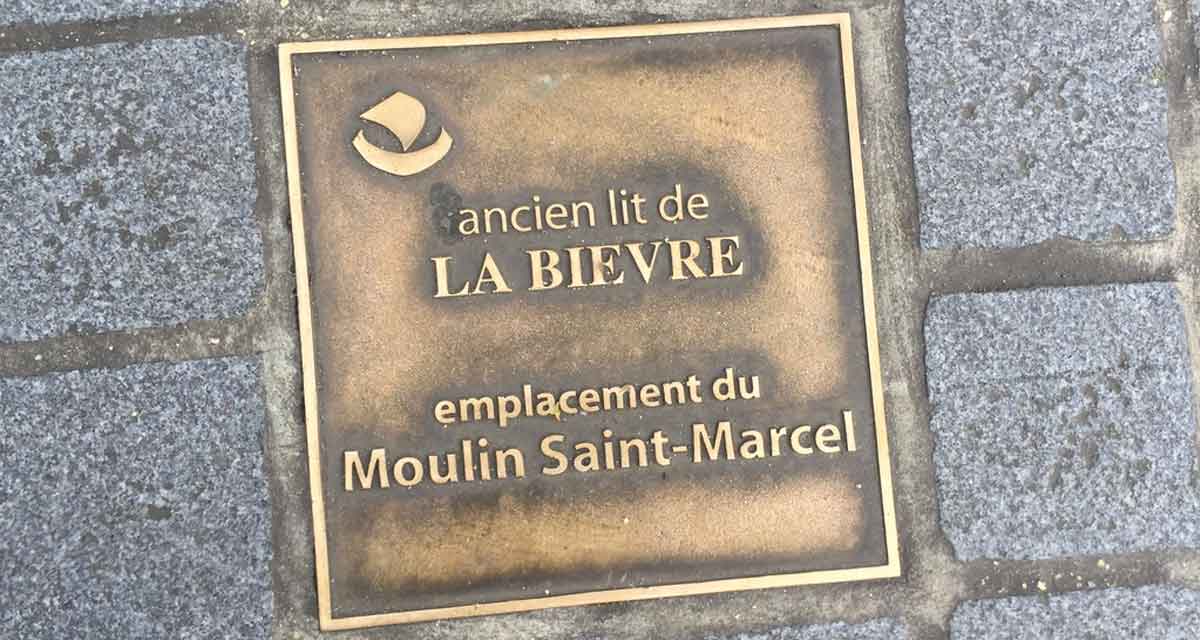 ancien lit de
LA BIEVRE
emplacement du
Moulin Saint-Marcel